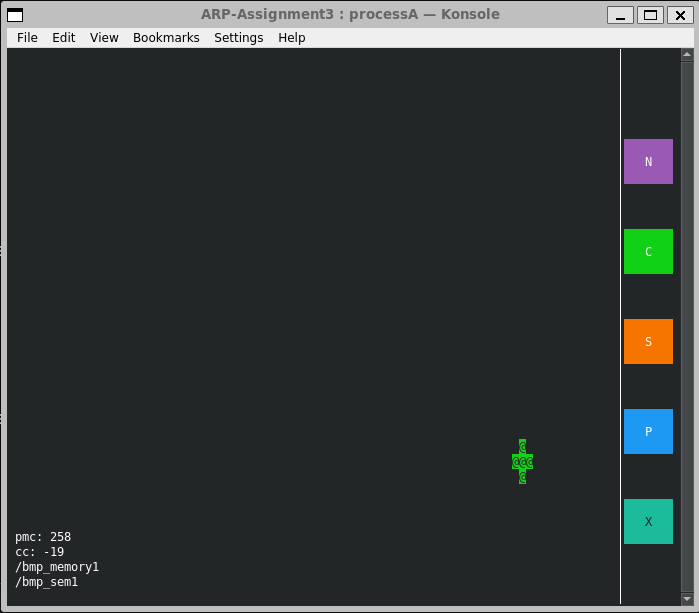 ARP-Assignment3 : processA — Konsole
File Edit View Bookmarks Settings Help
N
C
S
P
@
@@@
@
X
pmc: 258
cc: -19
/bmp_memory1
/bmp_sem1